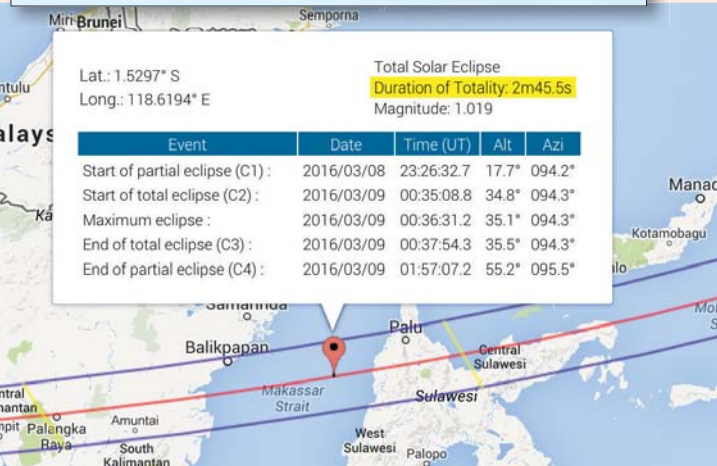 Miri
Brunei
Semporna
Lat.: 1.5297° S
Long.: 118.6194° E
Total Solar Eclipse
Duration of Totality: 2m45.5s
Magnitude: 1.019
Event Date Time (UT) Alt Azi
Start of partial eclipse (C1) : 2016/03/08 23:26:32.7 17.7° 094.2°
Start of total eclipse (C2) : 2016/03/09 00:35:08.8 34.8° 094.3°
Maximum eclipse : 2016/03/09 00:36:31.2 35.1° 094.3°
End of total eclipse (C3) : 2016/03/09 00:37:54.3 35.5° 094.3°
End of partial eclipse (C4) : 2016/03/09 01:57:07.2 55.2° 095.5°
ntulu
alays
Ka
Manad
Kotamobagu
lo
Samarinda
Balikpapan
Palu
Central
Sulawesi
Mol
S
Makassar
Strait
Sulawesi
ntral
nantan
npit
Palangka
Raya
Amuntai
South
Kalimantan
West
Sulawesi
Palopo